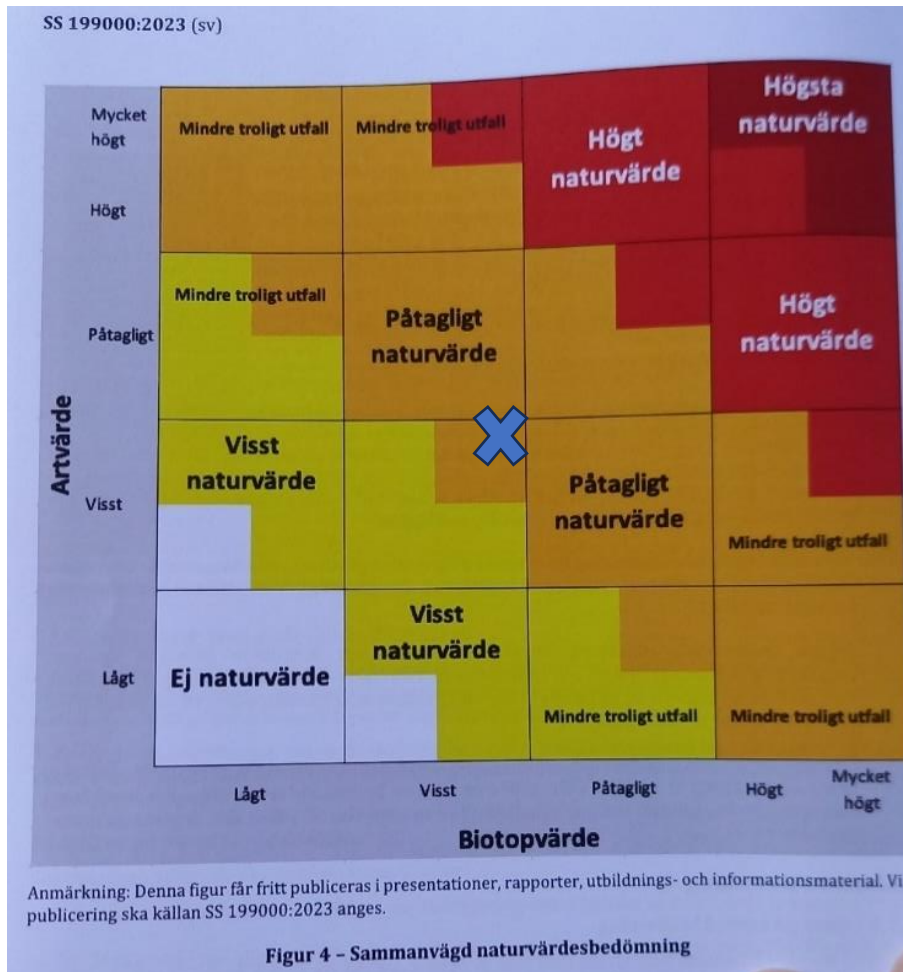 SS 199000:2023 (sv)
Mycket
högt
Mindre troligt utfall
Mindre troligt utfall
Högt
naturvärde
Högsta
naturvärde
Högt
Mindre troligt utfall
Påtagligt
Påtagligt
naturvärde
Högt
naturvärde
Artvärde
Visst
naturvärde
Visst
Påtagligt
naturvärde
Mindre troligt utfall
Lågt
Ej naturvärde
Visst
naturvärde
Mindre troligt utfall
Mindre troligt utfall
Lågt
Visst
Påtagligt
Högt
Mycket
högt
Biotopvärde
Anmärkning: Denna figur får fritt publiceras i presentationer, rapporter, utbildnings- och informationsmaterial. Vi
publicering ska källan SS 199000:2023 anges.
Figur 4 – Sammanvägd naturvärdesbedömning